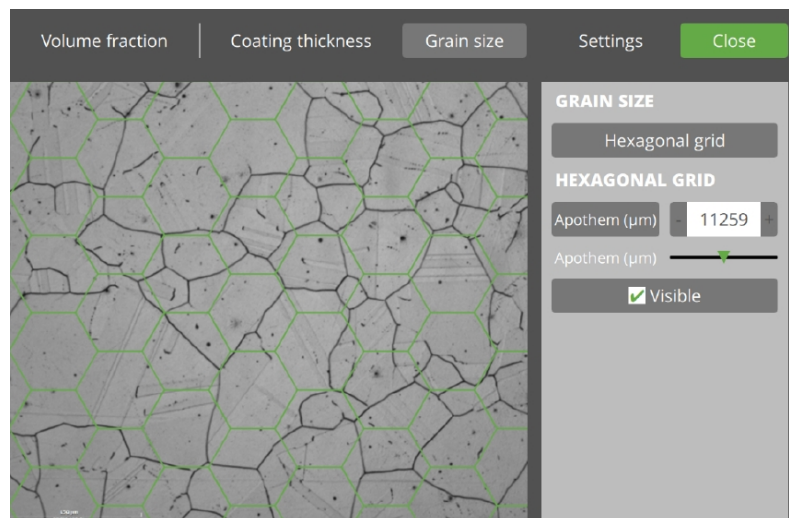 Volume fraction
Coating thickness
Grain size
Settings
Close
GRAIN SIZE
Hexagonal grid
HEXAGONAL GRID
Apothem (µm) - 11259 +
Apothem (µm)
Visible